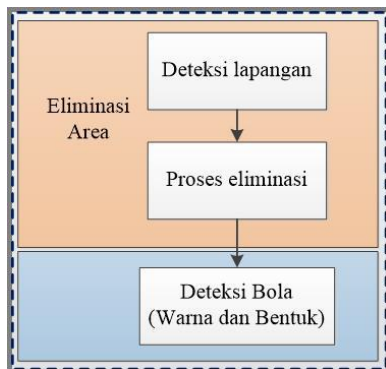 Deteksi lapangan
Eliminasi
Area
Proses eliminasi
Deteksi Bola
(Warna dan Bentuk)